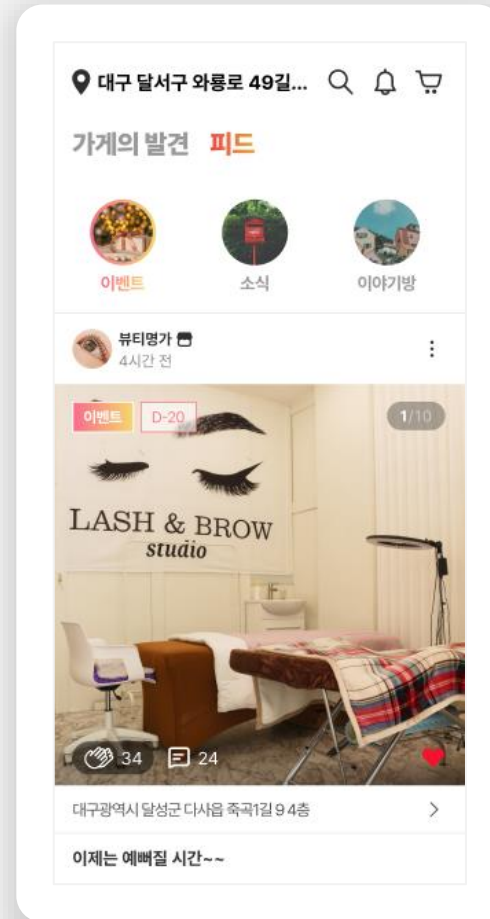 대구 달서구 와룡로 49길...
가게의 발견 피드
이벤트 소식 이야기방
뷰티명가
4시간 전
이벤트 D-20 1/10
LASH & BROW
studio
34 24
대구광역시 달성군 다사읍 죽곡1길 9 4층
이제는 예뻐질 시간~~